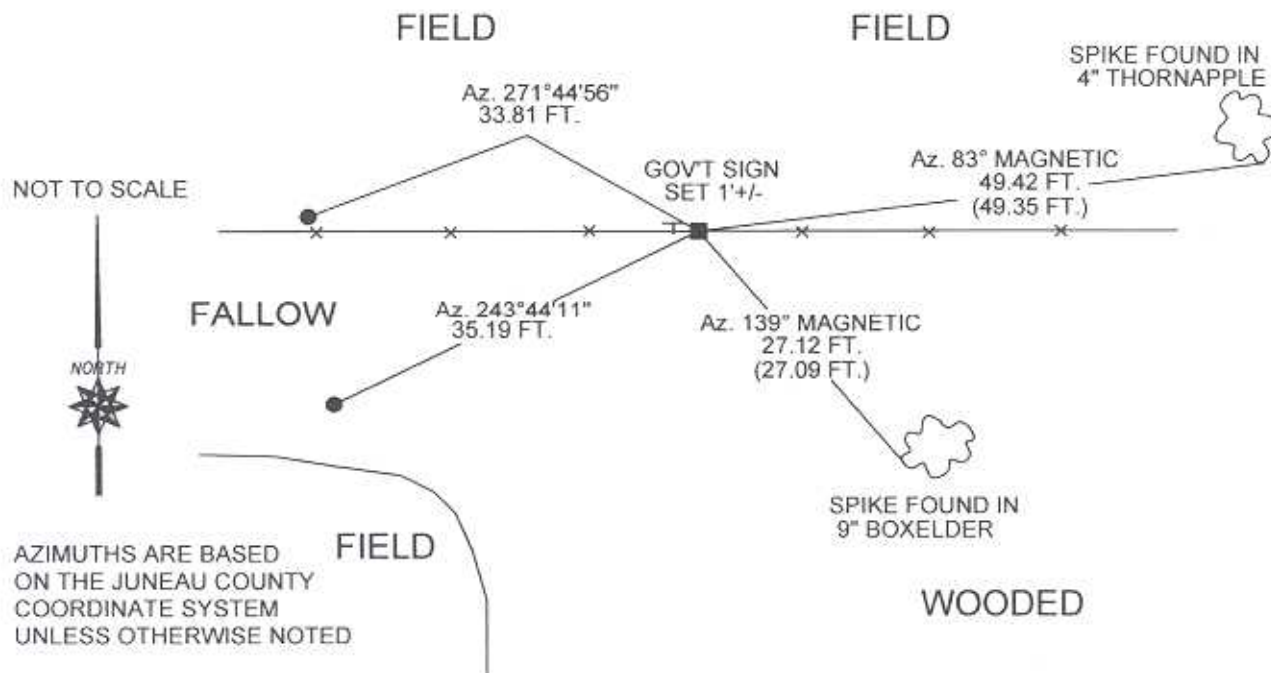 FIELD
FIELD
SPIKE FOUND IN
4" THORNAPPLE
Az. 271°44'56"
33.81 FT.
GOV'T SIGN
SET 1'+/-
Az. 83° MAGNETIC
49.42 FT.
(49.35 FT.)
NOT TO SCALE
FALLOW
Az. 243°44'11"
35.19 FT.
Az. 139° MAGNETIC
27.12 FT.
(27.09 FT.)
NORTH
SPIKE FOUND IN
9" BOXELDER
AZIMUTHS ARE BASED
ON THE JUNEAU COUNTY
COORDINATE SYSTEM
UNLESS OTHERWISE NOTED
FIELD
WOODED